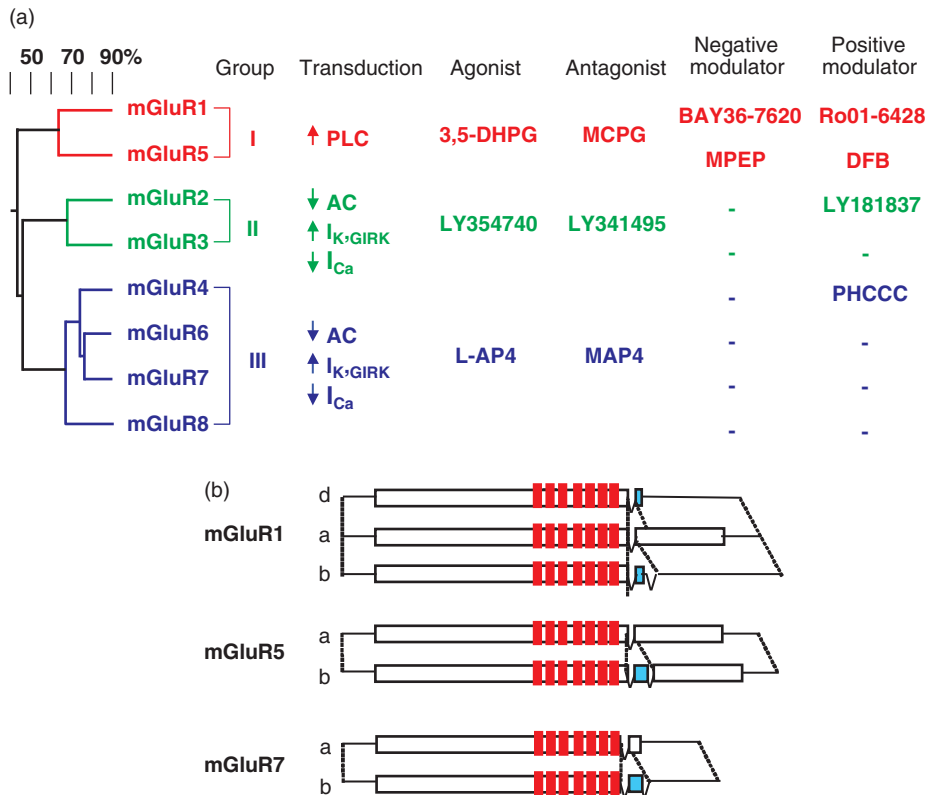 (a)
50 70 90%
Group Transduction Agonist Antagonist Negative modulator Positive modulator
mGluR1 BAY36-7620 Ro01-6428
I ↑ PLC 3,5-DHPG MCPG
mGluR5 MPEP DFB
mGluR2 ↓ AC - LY181837
II ↑ IK,GIRK LY354740 LY341495
mGluR3 ↓ ICa - -
mGluR4 - PHCCC
mGluR6 ↓ AC - -
III ↑ IK,GIRK L-AP4 MAP4
mGluR7 ↓ ICa - -
mGluR8 - -
(b)
d
mGluR1 a
b
a
mGluR5
b
a
mGluR7
b